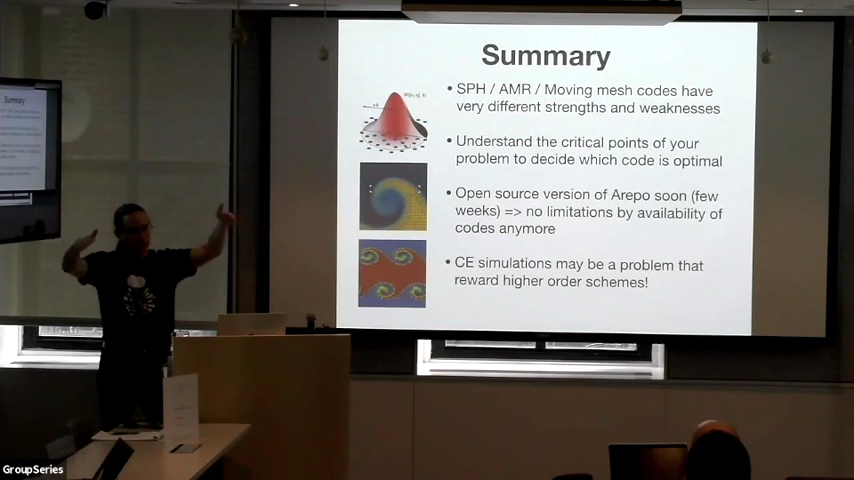 Summary
• SPH / AMR / Moving mesh codes have
very different strengths and weaknesses
• Understand the critical points of your
problem to decide which code is optimal
• Open source version of Arepo soon (few
weeks) => no limitations by availability of
codes anymore
• CE simulations may be a problem that
reward higher order schemes!
Summary
GroupSeries